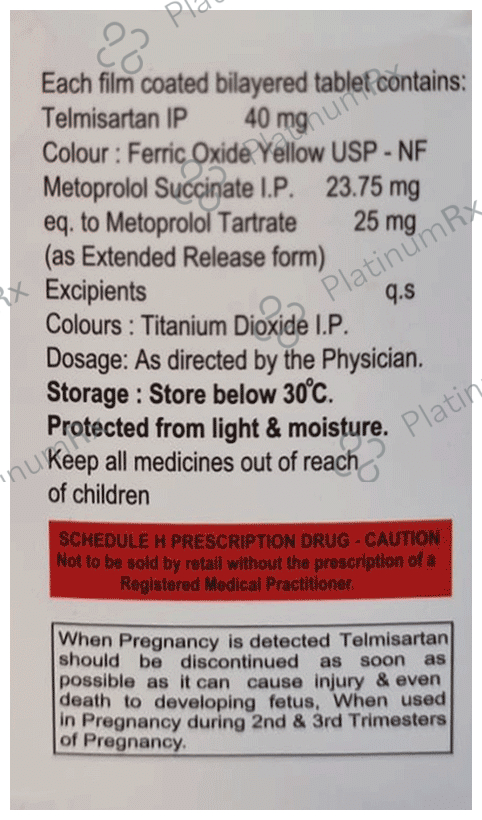 Each film coated bilayered tablet contains:
Telmisartan IP 40 mg
Colour : Ferric Oxide Yellow USP - NF
Metoprolol Succinate I.P. 23.75 mg
eq. to Metoprolol Tartrate 25 mg
(as Extended Release form)
Excipients q.s
Colours : Titanium Dioxide I.P.
Dosage: As directed by the Physician.
Storage : Store below 30°C.
Protected from light & moisture.
Keep all medicines out of reach
of children
SCHEDULE H PRESCRIPTION DRUG - CAUTION
Not to be sold by retail without the prescription of a
Registered Medical Practitioner.
When Pregnancy is detected Telmisartan
should be discontinued as soon as
possible as it can cause injury & even
death to developing fetus, When used
in Pregnancy during 2nd & 3rd Trimesters
of Pregnancy.
PlatinumRx
PlatinumRx